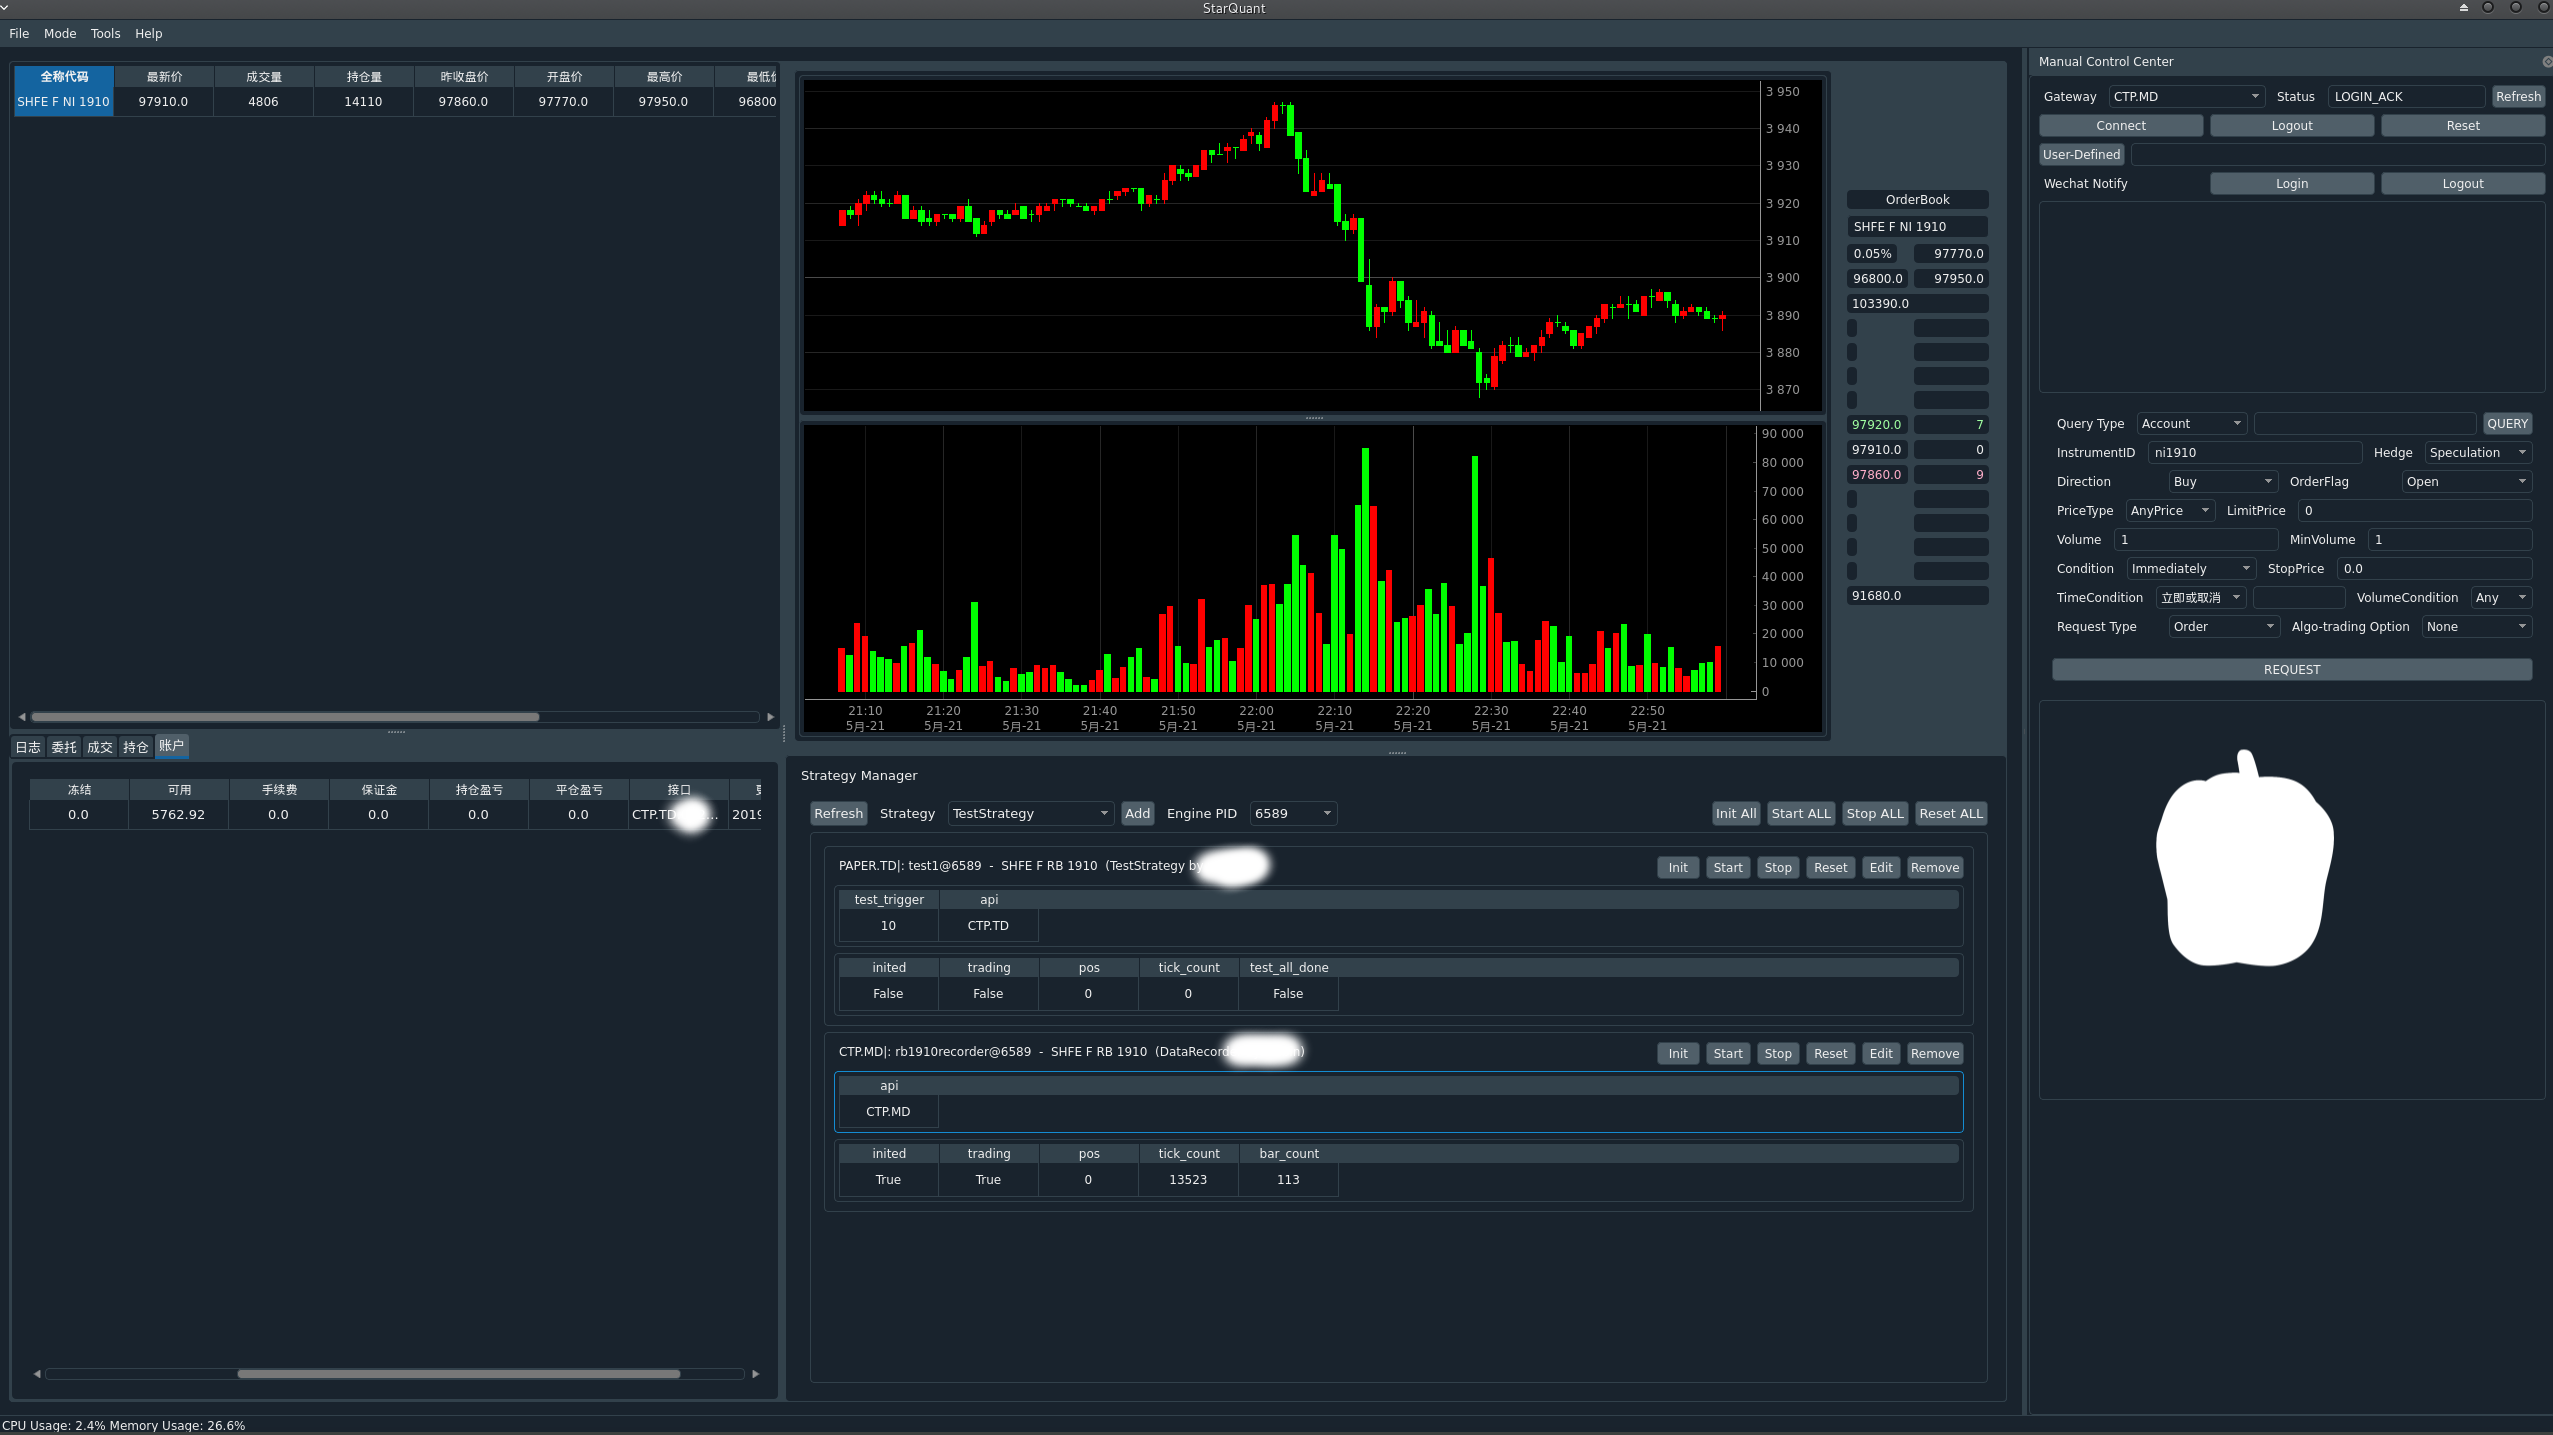 StarQuant
File Mode Tools Help
全称代码 最新价 成交量 持仓量 昨收盘价 开盘价 最高价
SHFE F NI 1910 97910.0 4806 14110 97860.0 97770.0 97950.0 96800
日志 委托 成交 持仓 账户
冻结 可用 手续费 保证金 持仓盈亏 平仓盈亏 接口
0.0 5762.92 0.0 0.0 0.0 0.0 CTP.TD 2019
3 950
3 940
3 930
3 920
3 910
3 900
3 890
3 880
3 870
90 000
80 000
70 000
60 000
50 000
40 000
30 000
20 000
10 000
0
21:10 21:20 21:30 21:40 21:50 22:00 22:10 22:20 22:30 22:40 22:50
5月-21 5月-21 5月-21 5月-21 5月-21 5月-21 5月-21 5月-21 5月-21 5月-21 5月-21
OrderBook
SHFE F NI 1910
0.05% 97770.0
96800.0 97950.0
103390.0
97920.0 7
97910.0 0
97860.0 9
91680.0
Strategy Manager
Refresh Strategy TestStrategy Add Engine PID 6589 Init All Start ALL Stop ALL Reset ALL
PAPER.TD|: test1@6589 - SHFE F RB 1910 (TestStrategy by Init Start Stop Reset Edit Remove
test_trigger api
10 CTP.TD
inited trading pos tick_count test_all_done
False False 0 0 False
CTP.MD|: rb1910recorder@6589 - SHFE F RB 1910 (DataRecord Init Start Stop Reset Edit Remove
api
CTP.MD
inited trading pos tick_count bar_count
True True 0 13523 113
Manual Control Center
Gateway CTP.MD Status LOGIN_ACK Refresh
Connect Logout Reset
User-Defined
Wechat Notify Login Logout
Query Type Account QUERY
InstrumentID ni1910 Hedge Speculation
Direction Buy OrderFlag Open
PriceType AnyPrice LimitPrice 0
Volume 1 MinVolume 1
Condition Immediately StopPrice 0.0
TimeCondition 立即或取消 VolumeCondition Any
Request Type Order Algo-trading Option None
REQUEST
CPU Usage: 2.4% Memory Usage: 26.6%